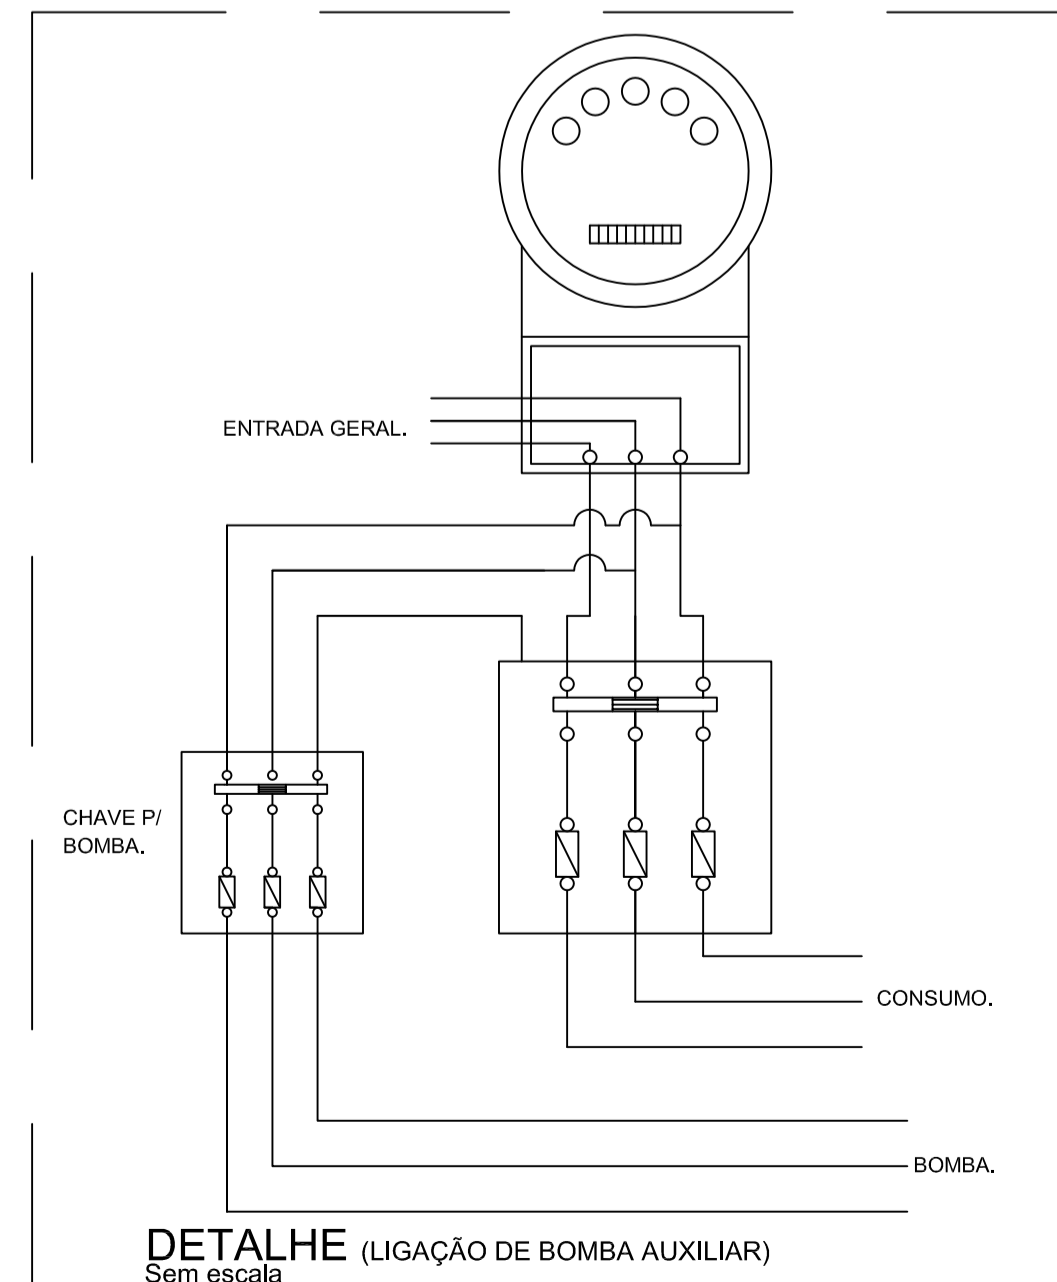 ENTRADA GERAL.
CHAVE P/
BOMBA.
CONSUMO.
BOMBA.
DETALHE (LIGAÇÃO DE BOMBA AUXILIAR)
Sem escala